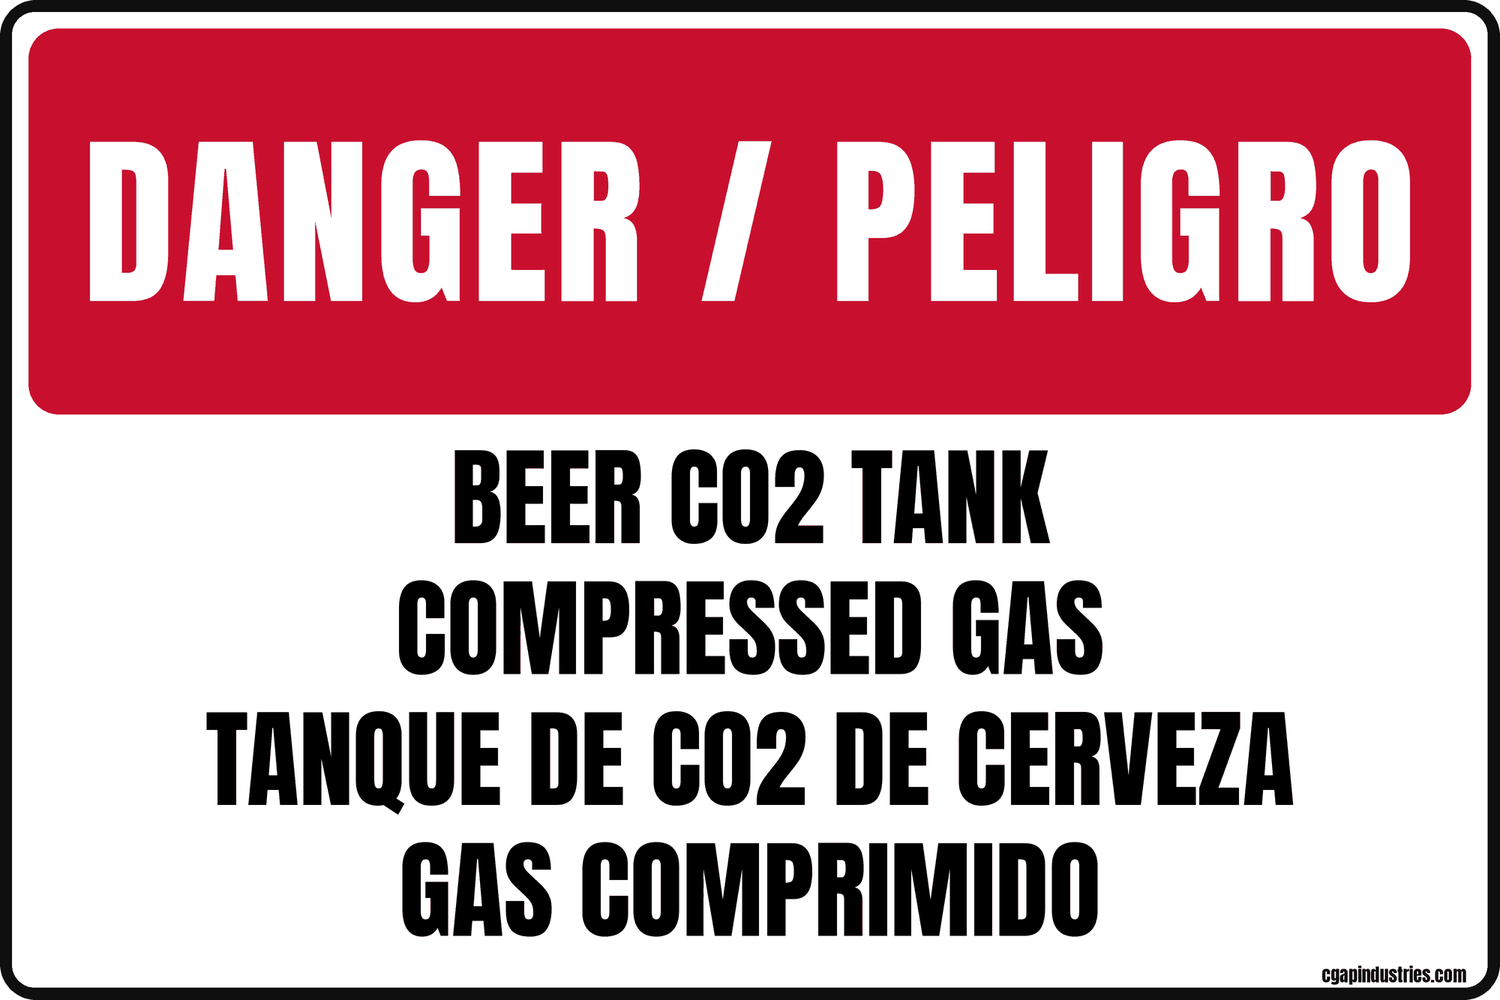 DANGER / PELIGRO
BEER CO2 TANK
COMPRESSED GAS
TANQUE DE CO2 DE CERVEZA
GAS COMPRIMIDO
cgapindustries.com